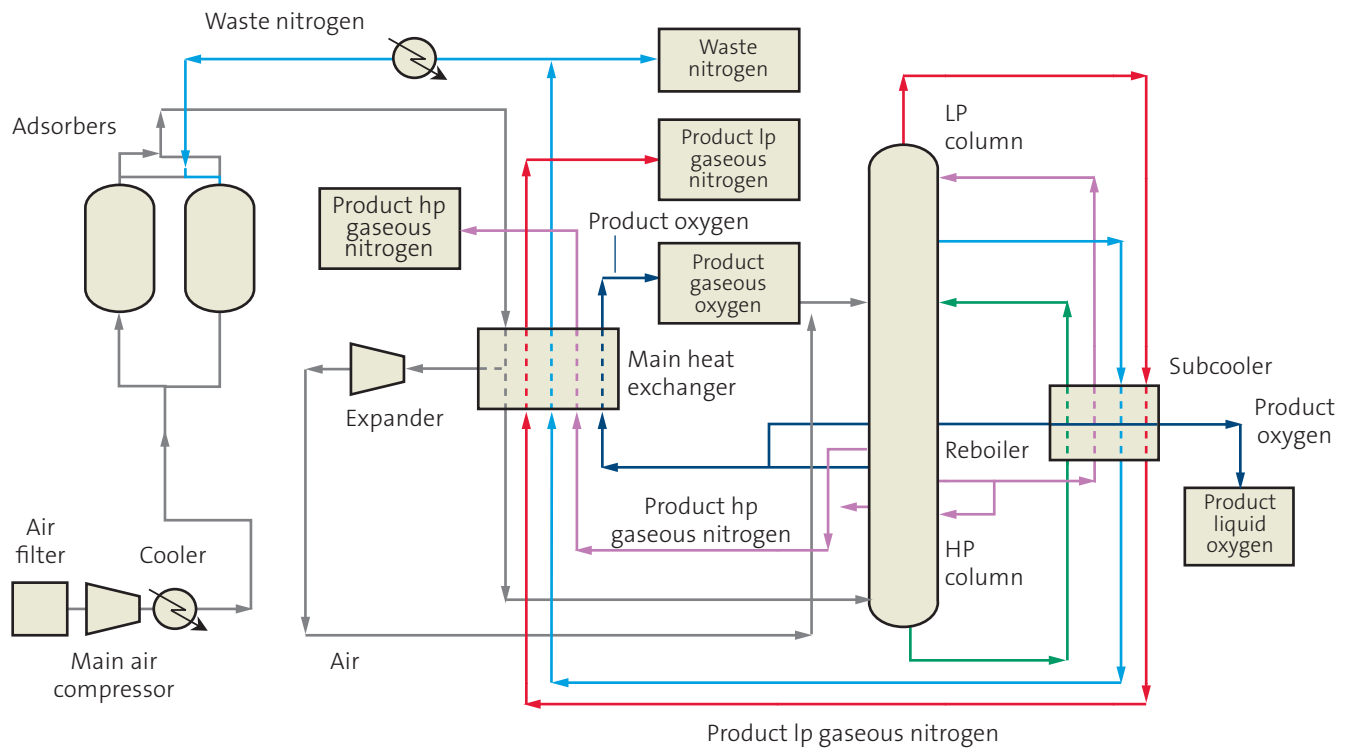 Waste nitrogen
Waste
nitrogen
Adsorbers
LP
column
Product lp
gaseous
nitrogen
Product hp
gaseous
nitrogen
Product oxygen
Product
gaseous
oxygen
Main heat
exchanger
Subcooler
Expander
Product
oxygen
Reboiler
Product hp
gaseous nitrogen
Product
liquid
oxygen
Air
filter
Cooler
HP
column
Main air
compressor
Air
Product lp gaseous nitrogen